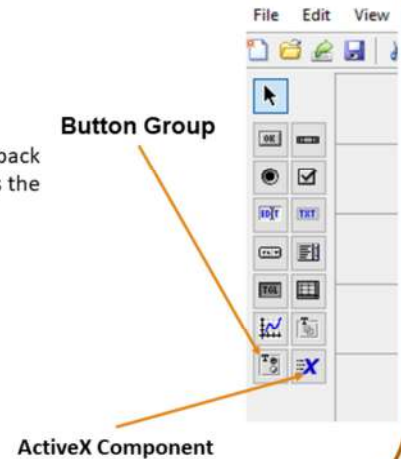 File Edit View
Button Group
back
s the
OK
EDIT TXT
TGL
ActiveX Component